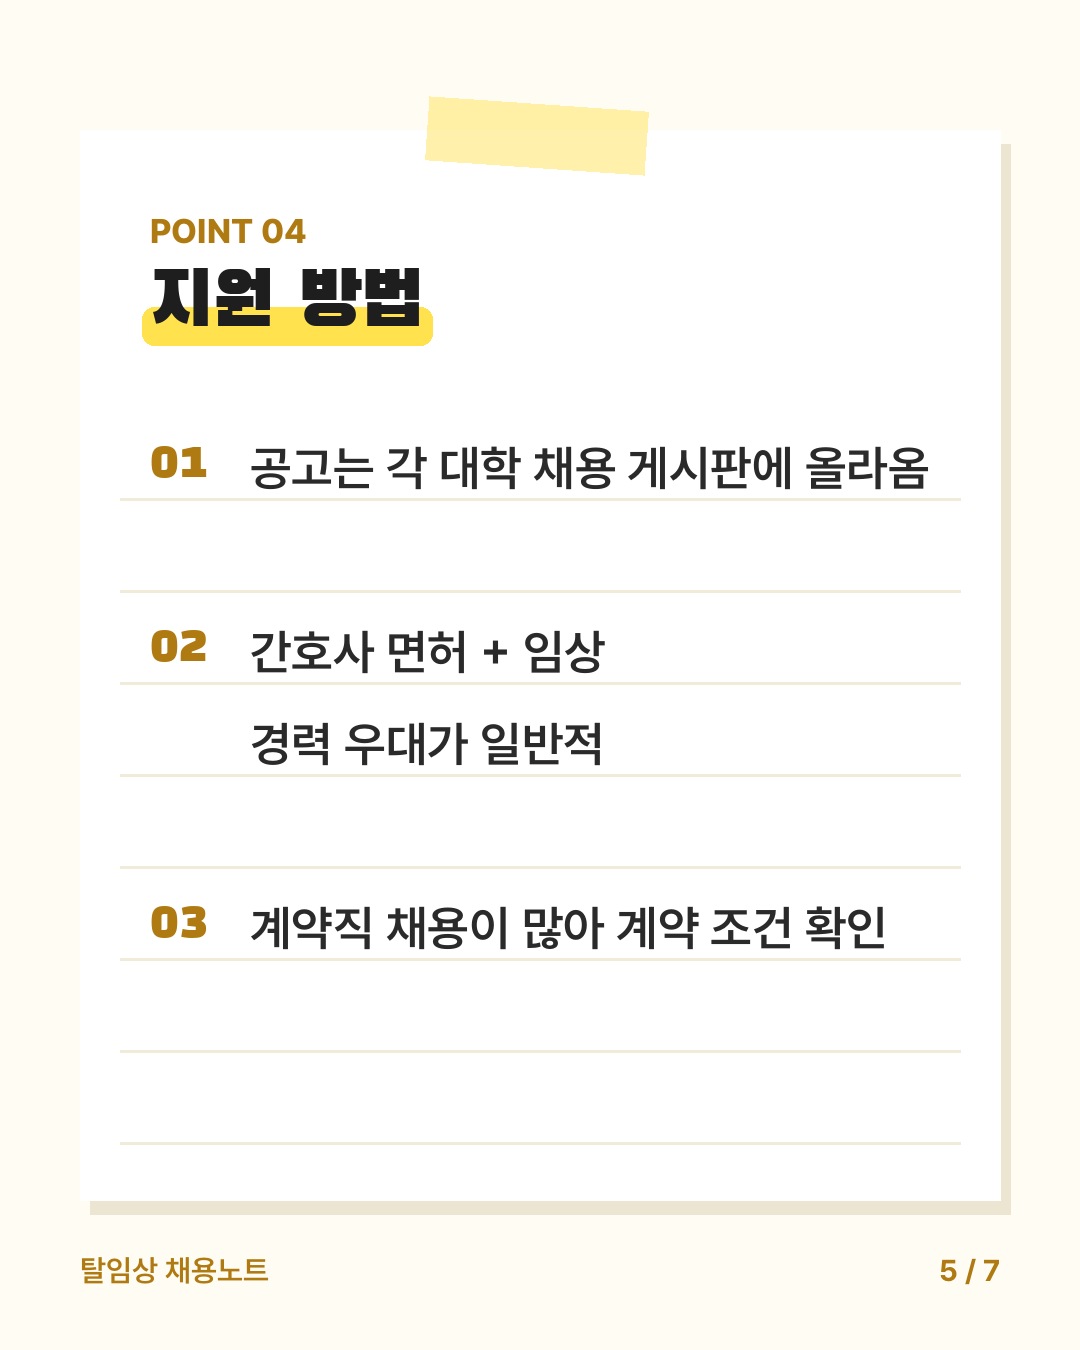 POINT 04
지원 방법
01 공고는 각 대학 채용 게시판에 올라옴
02 간호사 면허 + 임상
경력 우대가 일반적
03 계약직 채용이 많아 계약 조건 확인
탈임상 채용노트
5 / 7